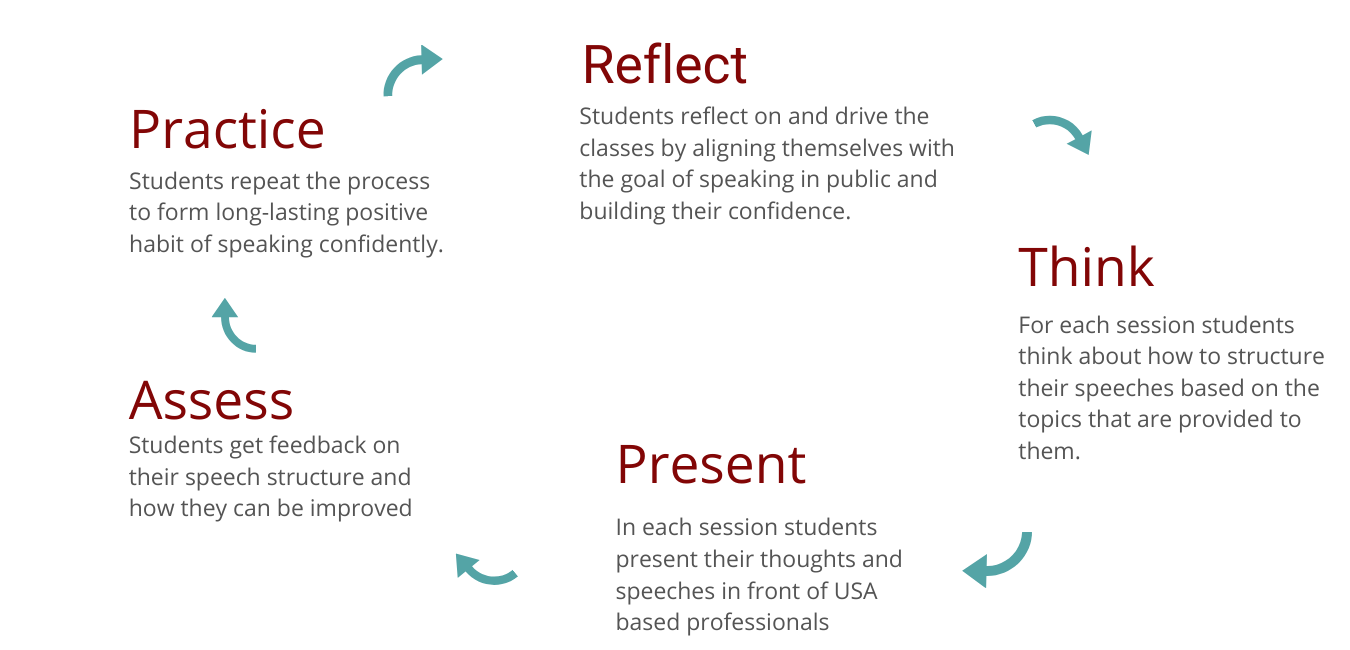 Reflect
Students reflect on and drive the
classes by aligning themselves with
the goal of speaking in public and
building their confidence.
Think
For each session students
think about how to structure
their speeches based on the
topics that are provided to
them.
Present
In each session students
present their thoughts and
speeches in front of USA
based professionals
Assess
Students get feedback on
their speech structure and
how they can be improved
Practice
Students repeat the process
to form long-lasting positive
habit of speaking confidently.